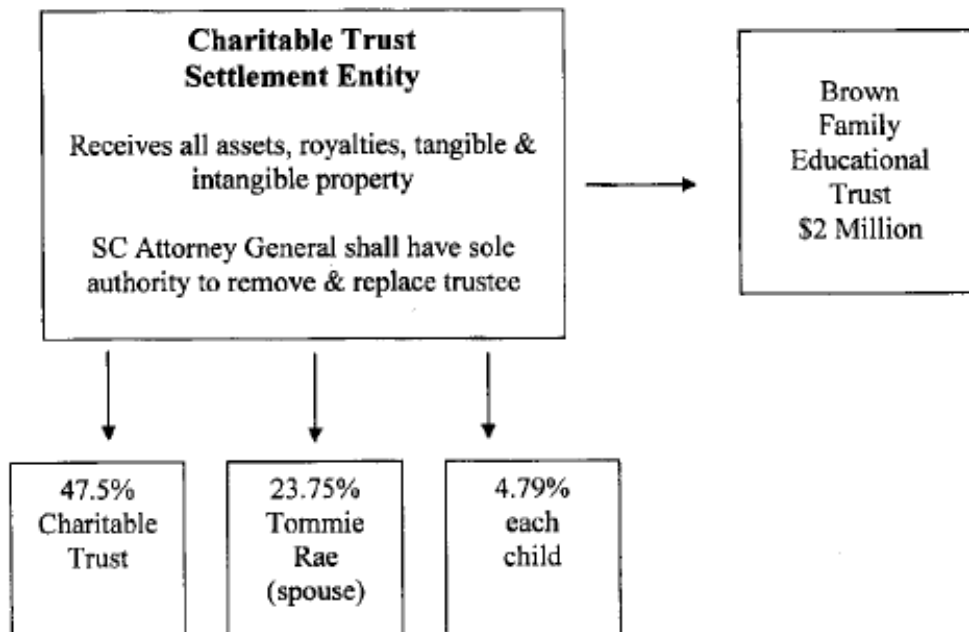 Charitable Trust
Settlement Entity
Receives all assets, royalties, tangible &
intangible property
SC Attorney General shall have sole
authority to remove & replace trustee
Brown
Family
Educational
Trust
$2 Million
47.5%
Charitable
Trust
23.75%
Tommie
Rae
(spouse)
4.79%
each
child